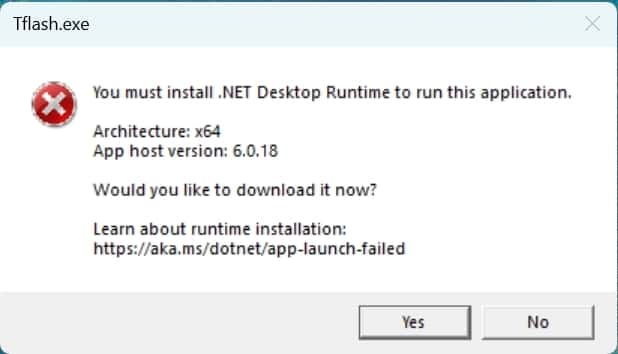 Tflash.exe
You must install .NET Desktop Runtime to run this application.
Architecture: x64
App host version: 6.0.18
Would you like to download it now?
Learn about runtime installation:
https://aka.ms/dotnet/app-launch-failed
Yes
No